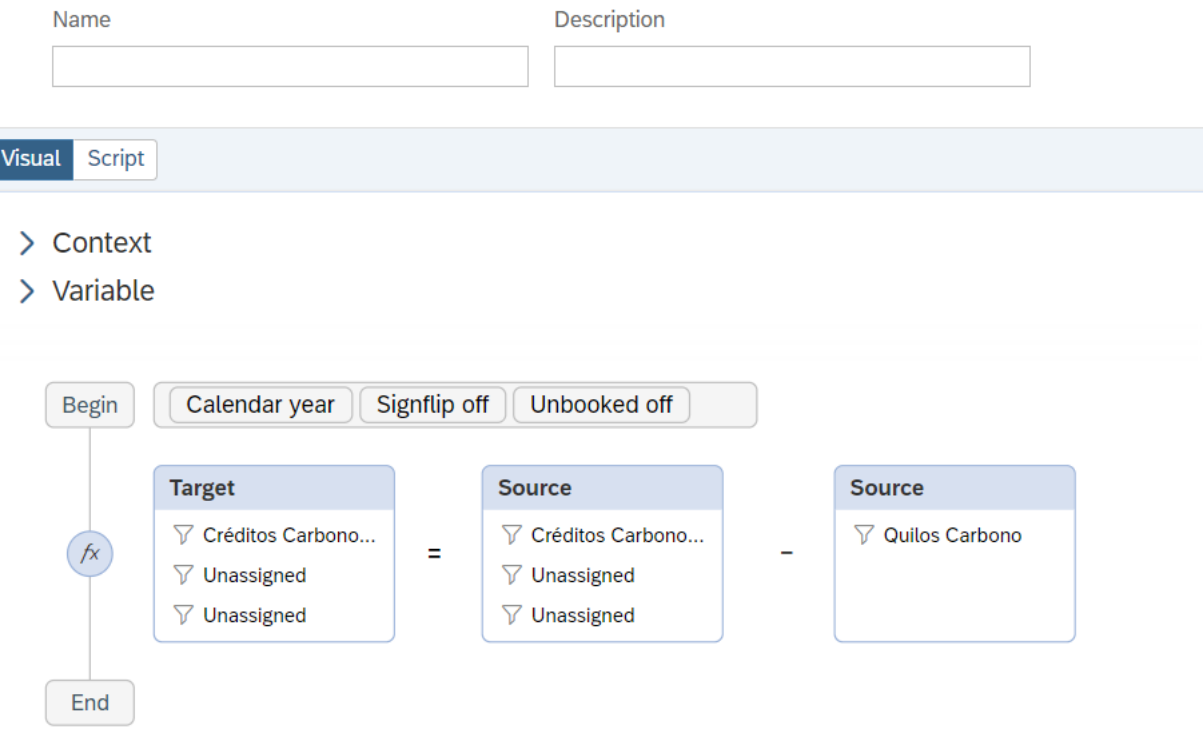 Name Description
Visual Script
Context
Variable
Begin Calendar year Signflip off Unbooked off
Target Source Source
Créditos Carbono... Créditos Carbono... Quilos Carbono
fx = –
Unassigned Unassigned
Unassigned Unassigned
End